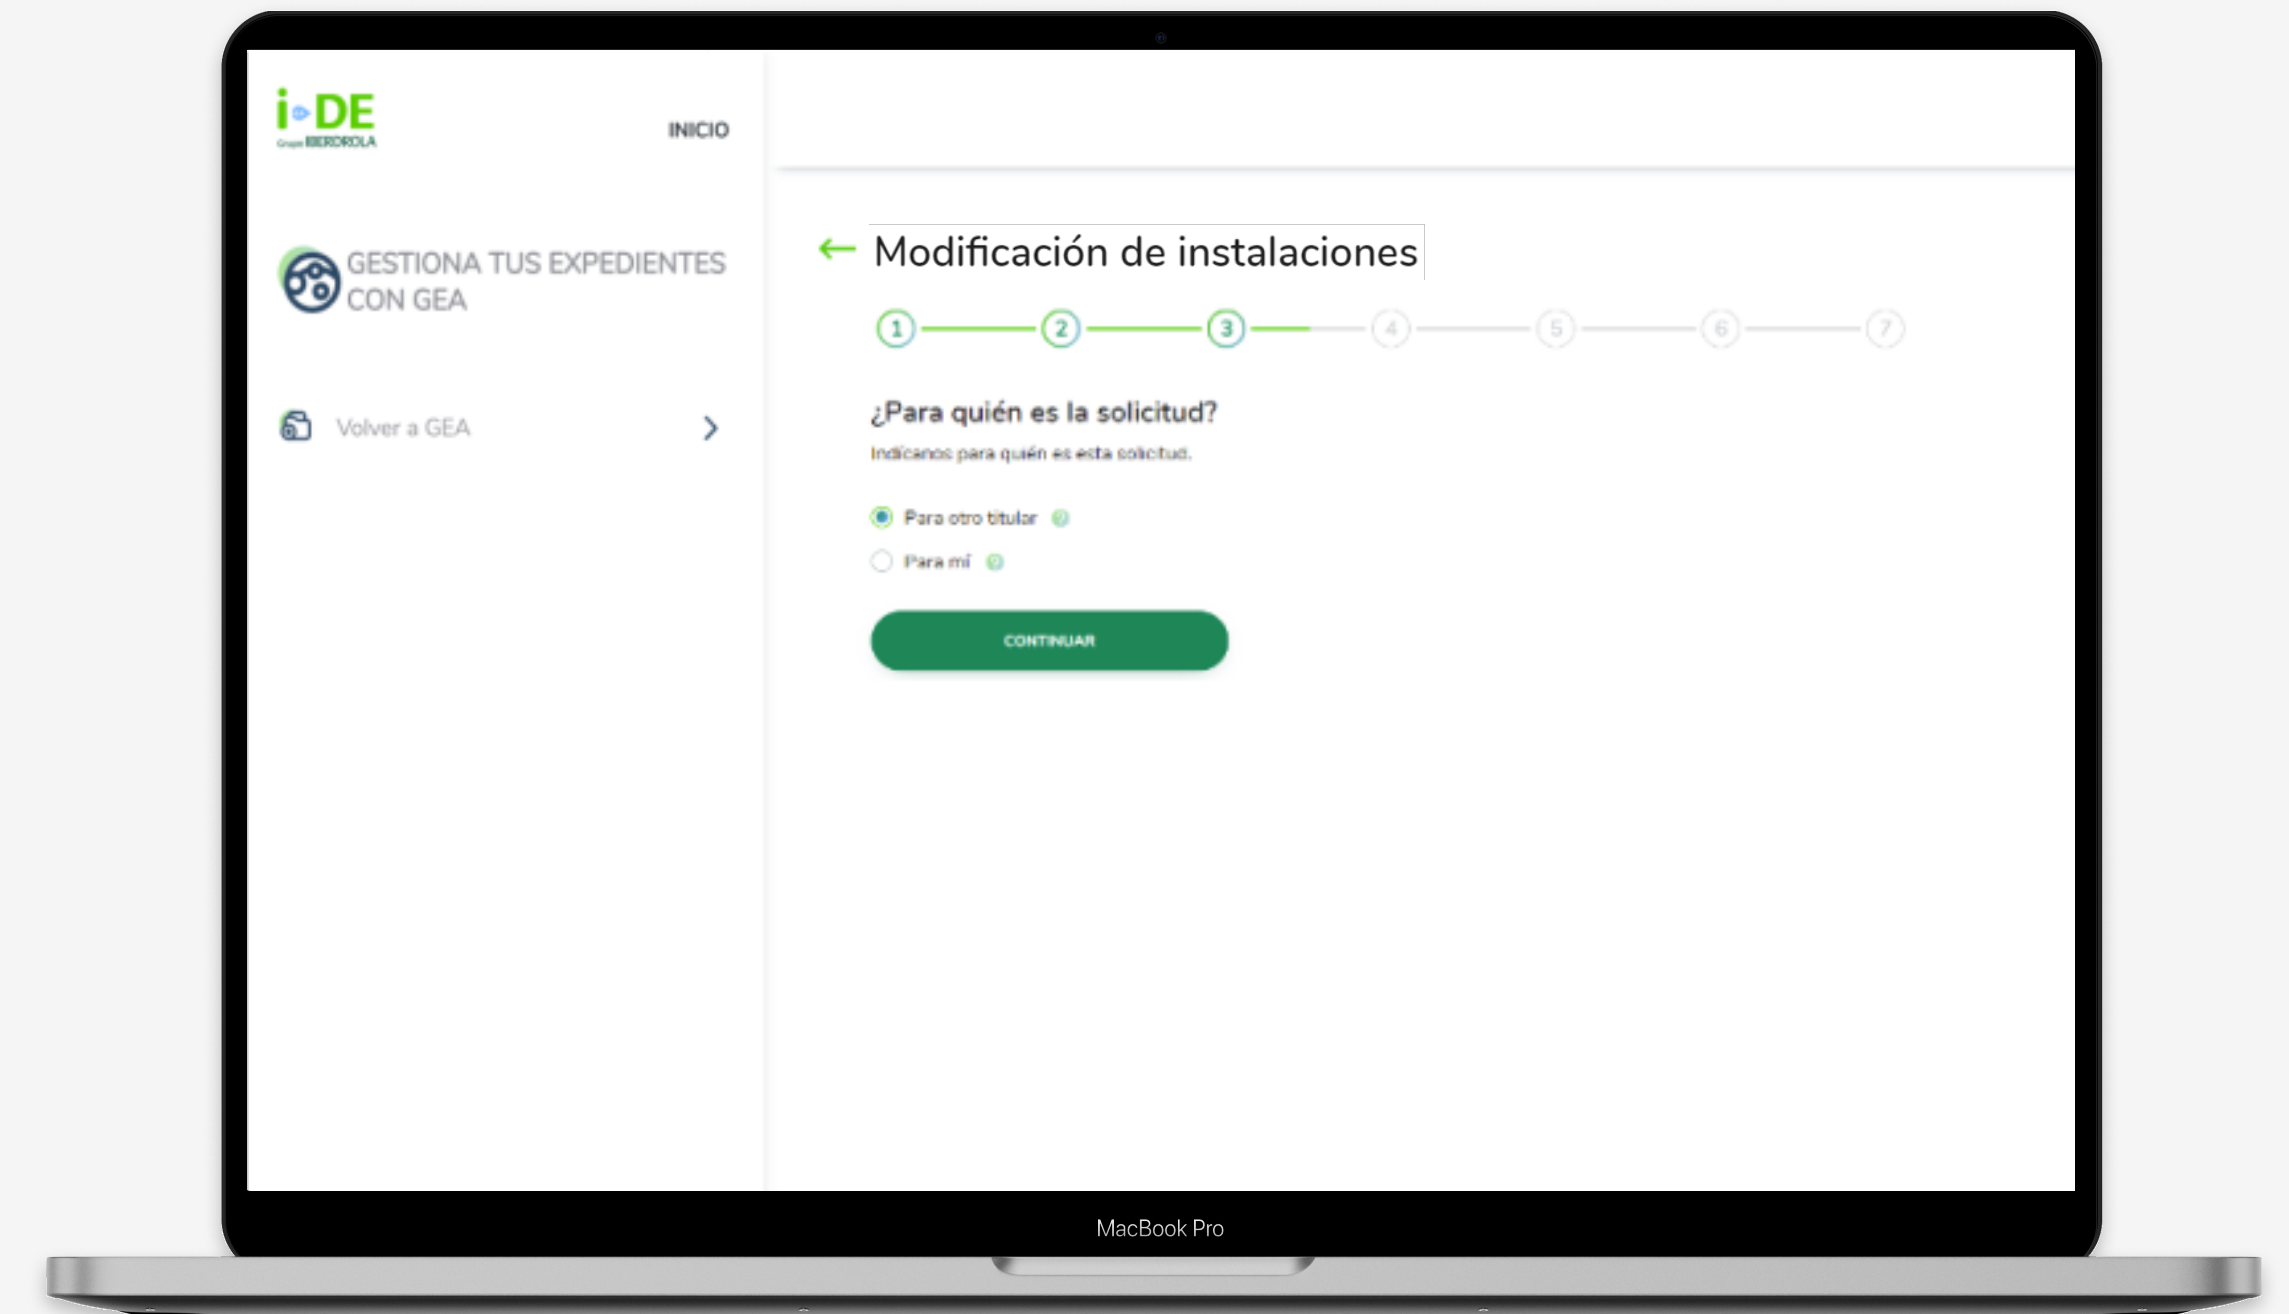 i-DE
Grupo IBERDROLA
INICIO
GESTIONA TUS EXPEDIENTES
CON GEA
Volver a GEA
Modificación de instalaciones
1 2 3 4 5 6 7
¿Para quién es la solicitud?
Indícanos para quién es esta solicitud.
Para otro titular
Para mí
CONTINUAR
MacBook Pro